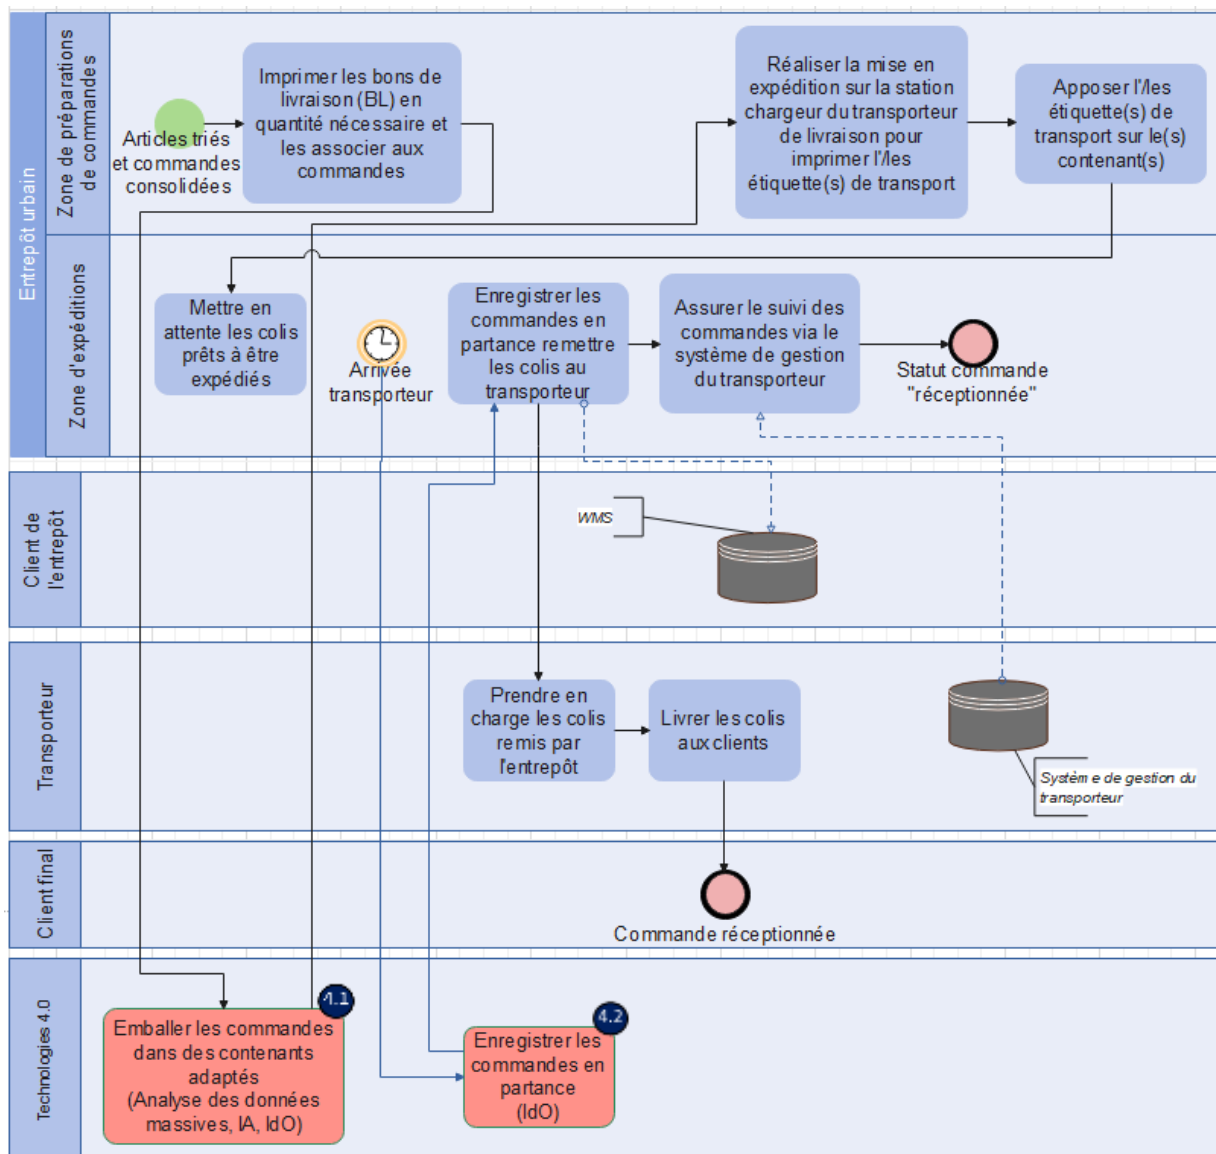 Entrepôt urbain
Zone de préparations
de commandes
Articles triés
et commandes
consolidées
Imprimer les bons de
livraison (BL) en
quantité nécessaire et
les associer aux
commandes
Réaliser la mise en
expédition sur la station
chargeur du transporteur
de livraison pour
imprimer l'/les
étiquette(s) de transport
Apposer l'/les
étiquette(s) de
transport sur le(s)
contenant(s)
Zone d'expéditions
Mettre en
attente les colis
prêts à être
expédiés
Arrivée
transporteur
Enregistrer les
commandes en
partance remettre
les colis au
transporteur
Assurer le suivi des
commandes via le
système de gestion
du transporteur
Statut commande
"réceptionnée"
Client de
l'entrepôt
WMS
Transporteur
Prendre en
charge les colis
remis par
l'entrepôt
Livrer les colis
aux clients
Système de gestion du
transporteur
Client final
Commande réceptionnée
Technologies 4.0
4.1
Emballer les commandes
dans des contenants
adaptés
(Analyse des données
massives, IA, IdO)
4.2
Enregistrer les
commandes en
partance
(IdO)